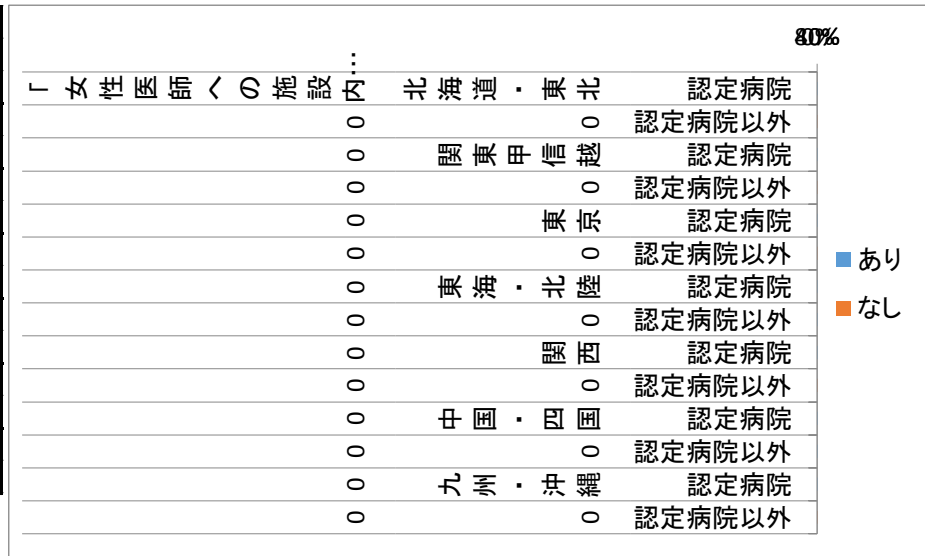 「女性医師への施設内… 北海道・東北 認定病院
0 0 認定病院以外
0 関東甲信越 認定病院
0 0 認定病院以外
0 東京 認定病院
0 0 認定病院以外
0 東海・北陸 認定病院
0 0 認定病院以外
0 関西 認定病院
0 0 認定病院以外
0 中国・四国 認定病院
0 0 認定病院以外
0 九州・沖縄 認定病院
0 0 認定病院以外
あり
なし